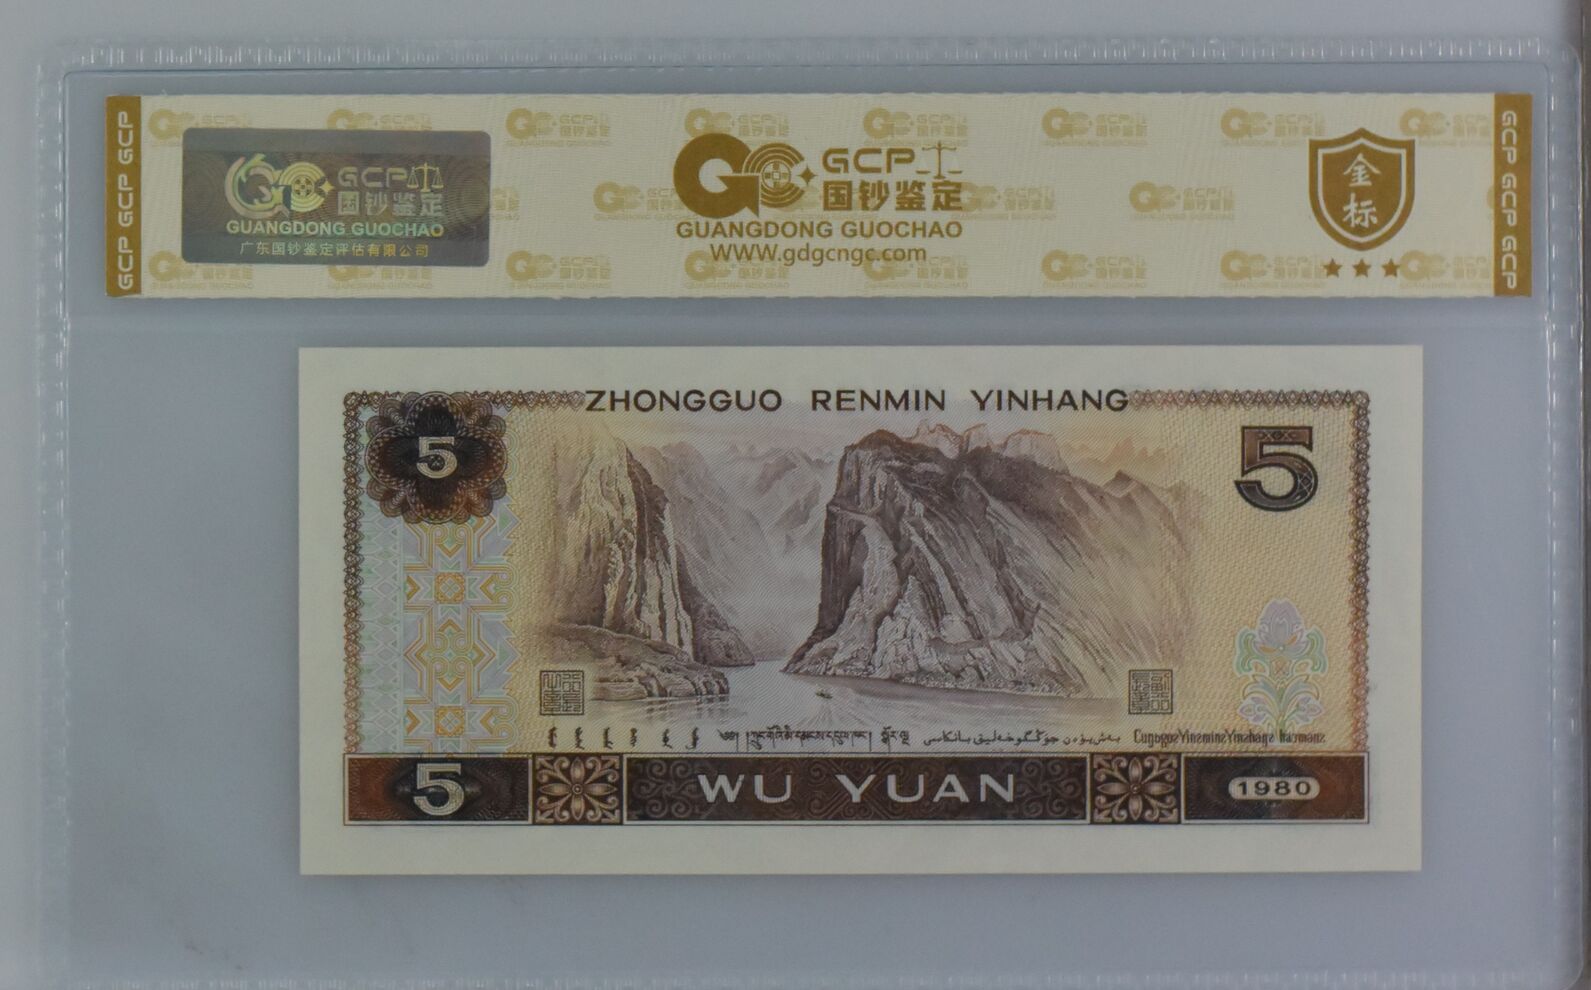 GCP GCP GCP
GCP
国钞鉴定
GUANGDONG GUOCHAO
广东国钞鉴定评估有限公司
GCP
国钞鉴定
GUANGDONG GUOCHAO
WWW.gdgcngc.com
金
标
GCP GCP GCP
ZHONGGUO RENMIN YINHANG
5
5
5
WU YUAN
1980